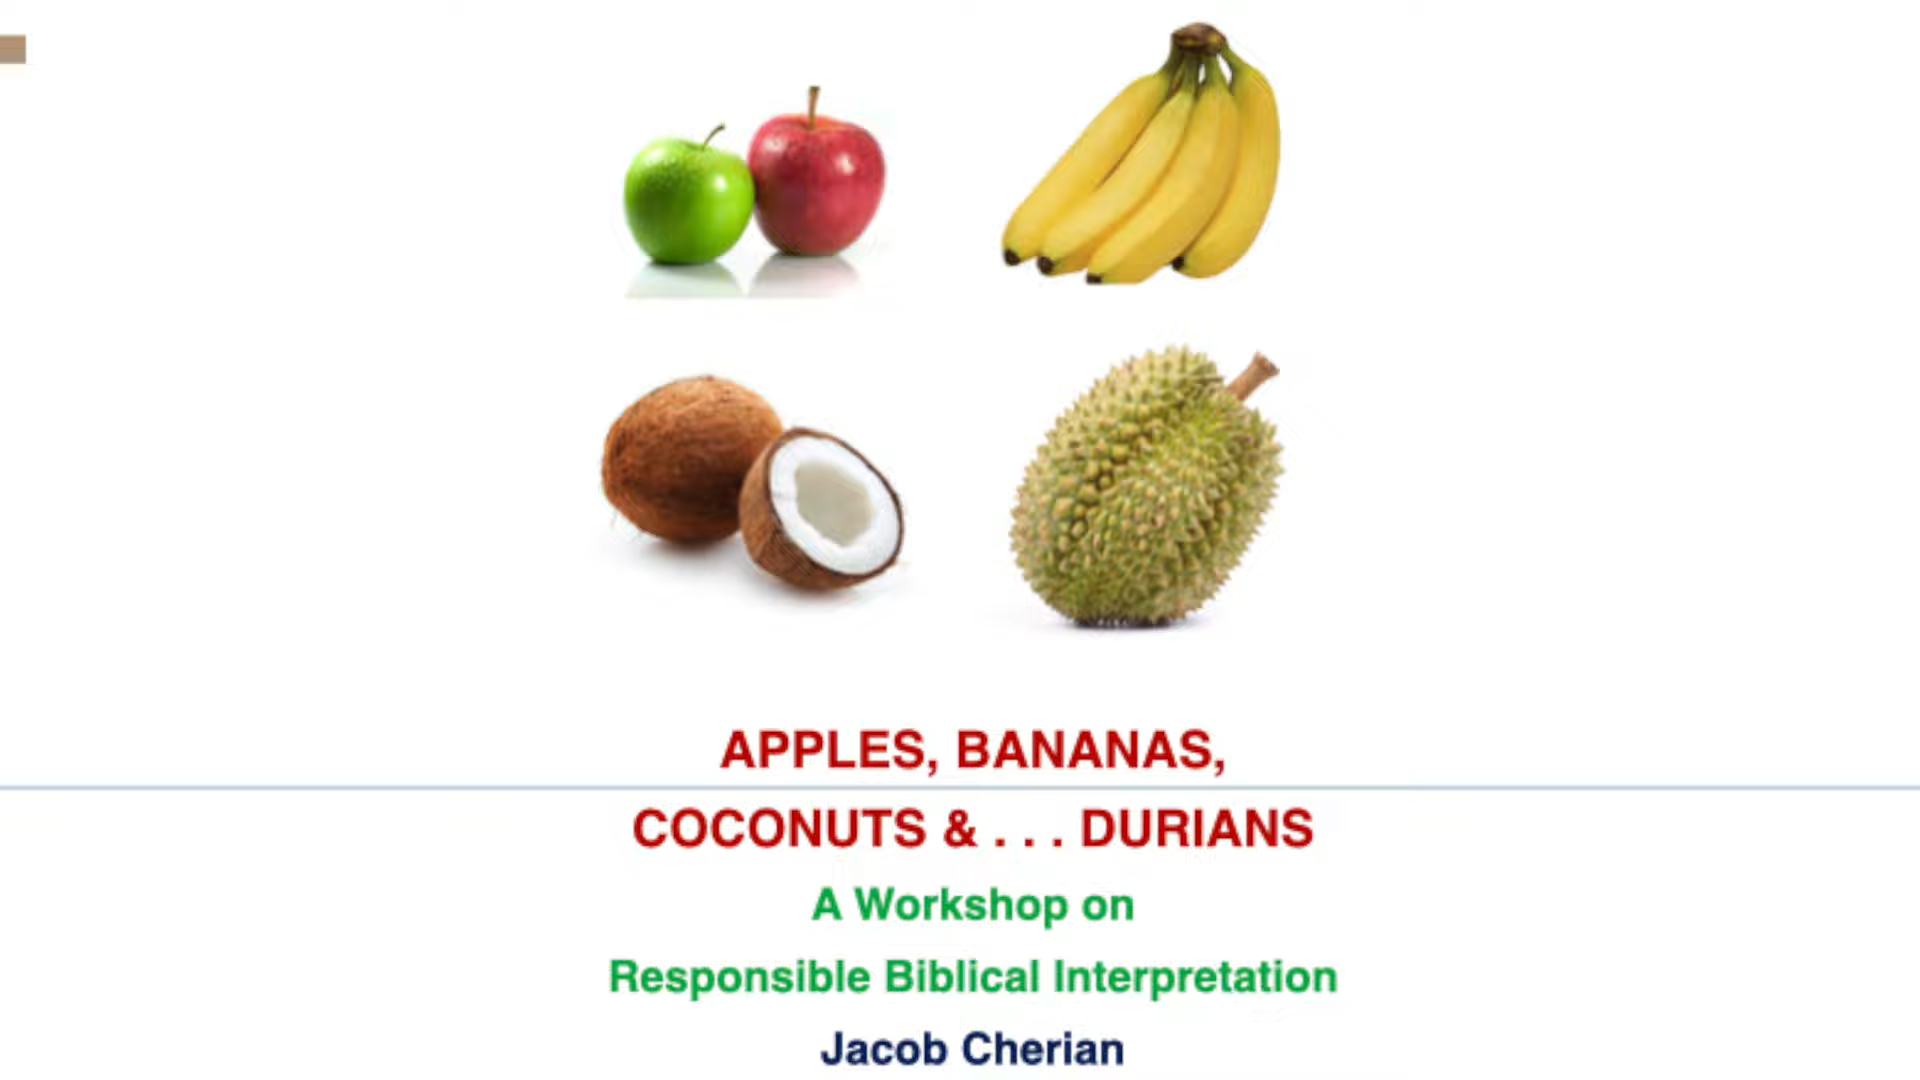 APPLES, BANANAS,
COCONUTS & . . . DURIANS
A Workshop on
Responsible Biblical Interpretation
Jacob Cherian